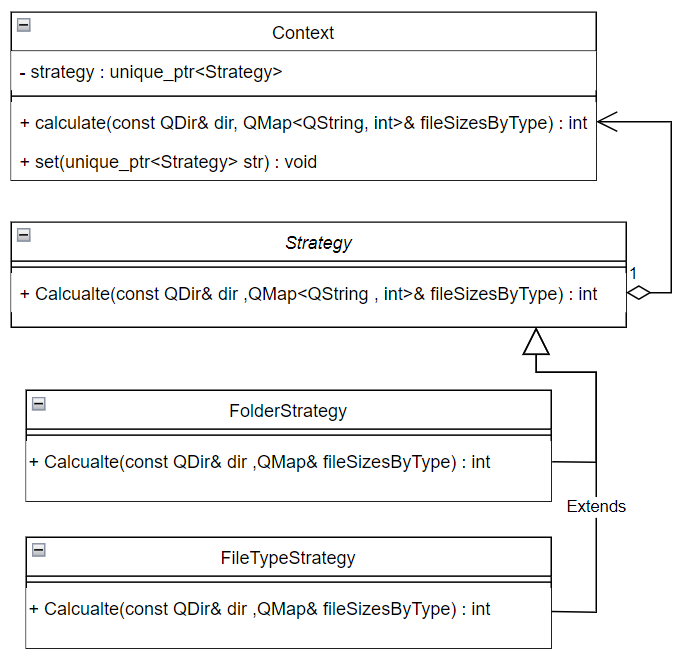 Context
- strategy : unique_ptr<Strategy>
+ calculate(const QDir& dir, QMap<QString, int>& fileSizesByType) : int
+ set(unique_ptr<Strategy> str) : void
Strategy
+ Calcualte(const QDir& dir ,QMap<QString , int>& fileSizesByType) : int
1
FolderStrategy
+ Calcualte(const QDir& dir ,QMap& fileSizesByType) : int
Extends
FileTypeStrategy
+ Calcualte(const QDir& dir ,QMap& fileSizesByType) : int